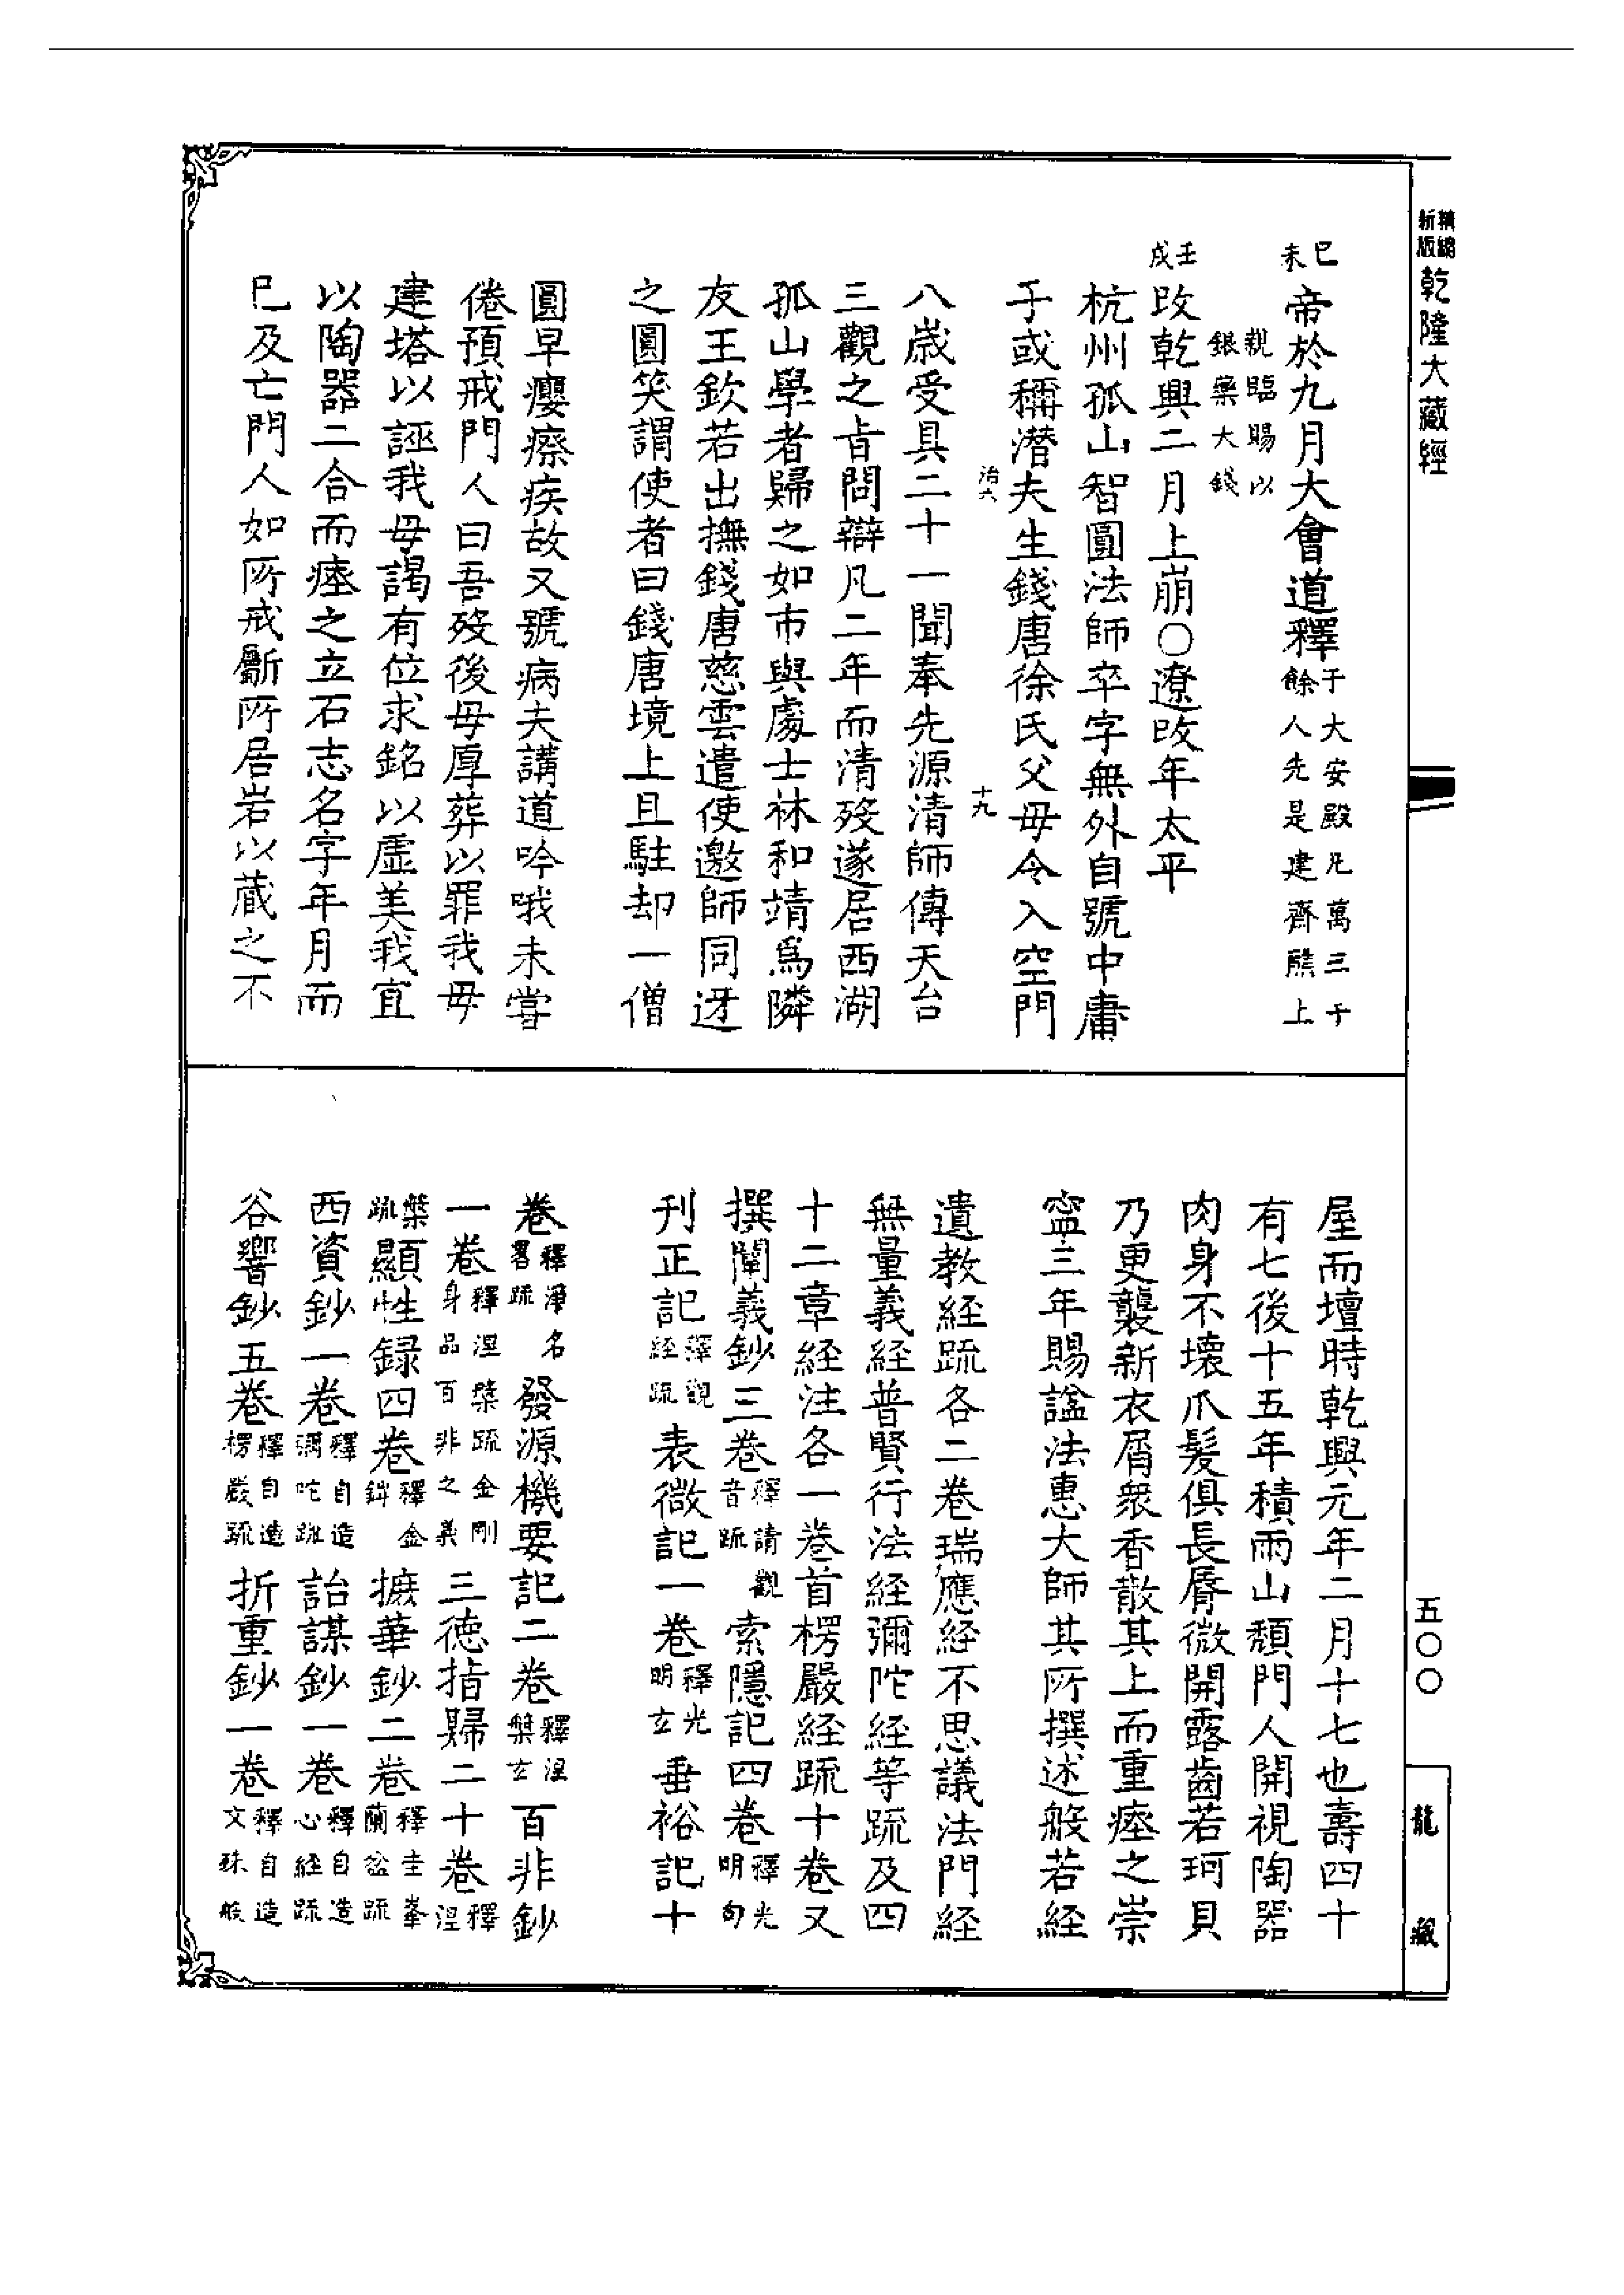 精縮新版
乾隆大藏經
五〇〇
龍藏
己未
帝於九月大會道釋于大安殿凡萬三千餘人先是建齋醮上
親臨賜以銀藥大錢
壬戌
改乾興二月上崩〇遼改年太平
杭州孤山智圓法師卒字無外自號中庸
子或稱潛夫生錢唐徐氏父毋令入空門
治六
十九
八歲受具二十一聞奉先源清師傳天台
三觀之旨問辯凡二年而清歿遂居西湖
孤山學者歸之如市與處士林和靖爲隣
友王欽若出撫錢唐慈雲遣使邀師同迓
之圓笑謂使者曰錢唐境上且駐却一僧
圓早癭瘵疾故又號病夫講道吟哦未嘗
倦預戒門人曰吾歿後毋厚葬以罪我毋
建塔以誣我毋謁有位求銘以虛美我宜
以陶器二合而瘞之立石志名字年月而
巳及亡門人如所戒斸所居岩以藏之不
屋而壇時乾興元年二月十七也壽四十
有七後十五年積雨山頹門人開視陶器
肉身不壞爪髮俱長脣微開露齒若珂貝
乃更襲新衣屑衆香散其上而重瘞之崇
寧三年賜謚法惠大師其所撰述般若經
遺教経疏各二卷瑞應経不思議法門経
無量義経普賢行法経彌陀経等疏及四
十二章経注各一卷首楞嚴経疏十卷又
撰闡義鈔三卷釋請觀音疏索隱記四卷釋光明句
刊正記釋觀経疏表微記一卷釋光明玄垂裕記十
卷釋淨名畧疏發源機要記二卷釋涅槃玄百非鈔
一卷釋涅槃疏金剛身品百非之義三德指歸二十卷釋涅
槃疏顯性録四卷釋金錍摭華鈔二卷釋圭峯蘭盆疏
西資鈔一卷釋自造彌陀疏詒謀鈔一卷釋自造心経疏
谷響鈔五卷釋自造楞嚴疏折重鈔一卷釋自造文殊般